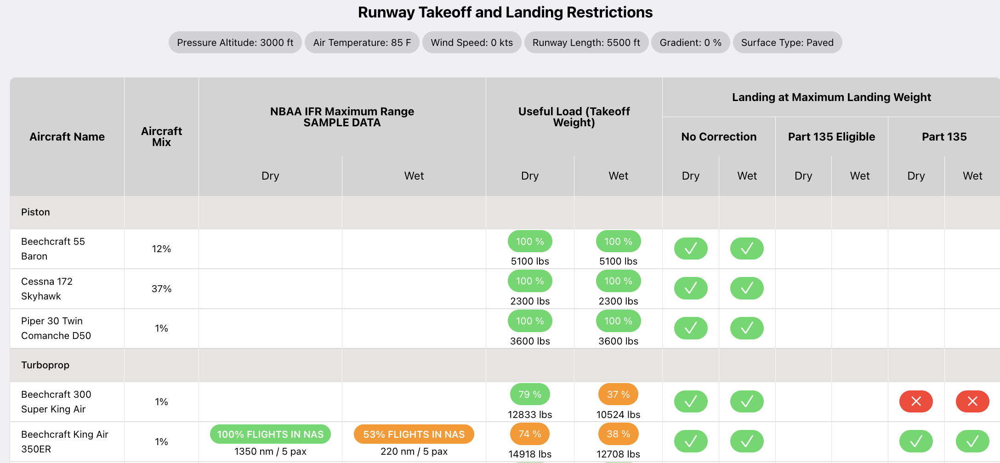 Runway Takeoff and Landing Restrictions
Pressure Altitude: 3000 ft
Air Temperature: 85 F
Wind Speed: 0 kts
Runway Length: 5500 ft
Gradient: 0 %
Surface Type: Paved
Aircraft Name
Aircraft
Mix
NBAA IFR Maximum Range
SAMPLE DATA
Useful Load (Takeoff
Weight)
Landing at Maximum Landing Weight
No Correction
Part 135 Eligible
Part 135
Dry
Wet
Dry
Wet
Dry
Wet
Dry
Wet
Dry
Wet
Piston
Beechcraft 55
Baron
12%
100 %
5100 lbs
100 %
5100 lbs
Cessna 172
Skyhawk
37%
100 %
2300 lbs
100 %
2300 lbs
Piper 30 Twin
Comanche D50
1%
100 %
3600 lbs
100 %
3600 lbs
Turboprop
Beechcraft 300
Super King Air
1%
79 %
12833 lbs
37 %
10524 lbs
Beechcraft King Air
350ER
1%
100% FLIGHTS IN NAS
1350 nm / 5 pax
53% FLIGHTS IN NAS
220 nm / 5 pax
74 %
14918 lbs
38 %
12708 lbs